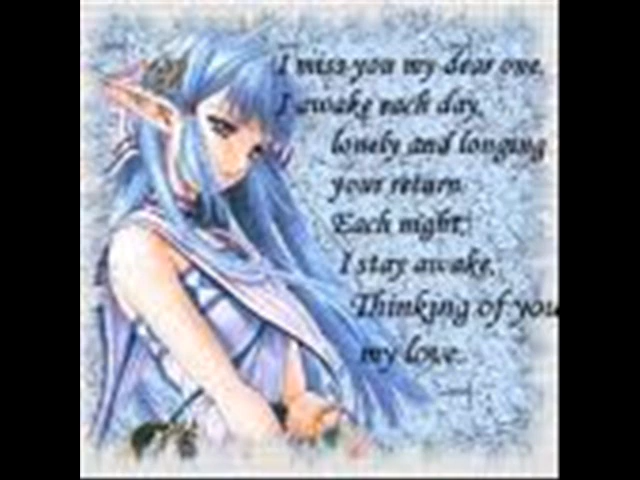 I miss you my dear one.
I awake each day,
lonely and longing
your return.
Each night,
I stay awake,
Thinking of you
my love.